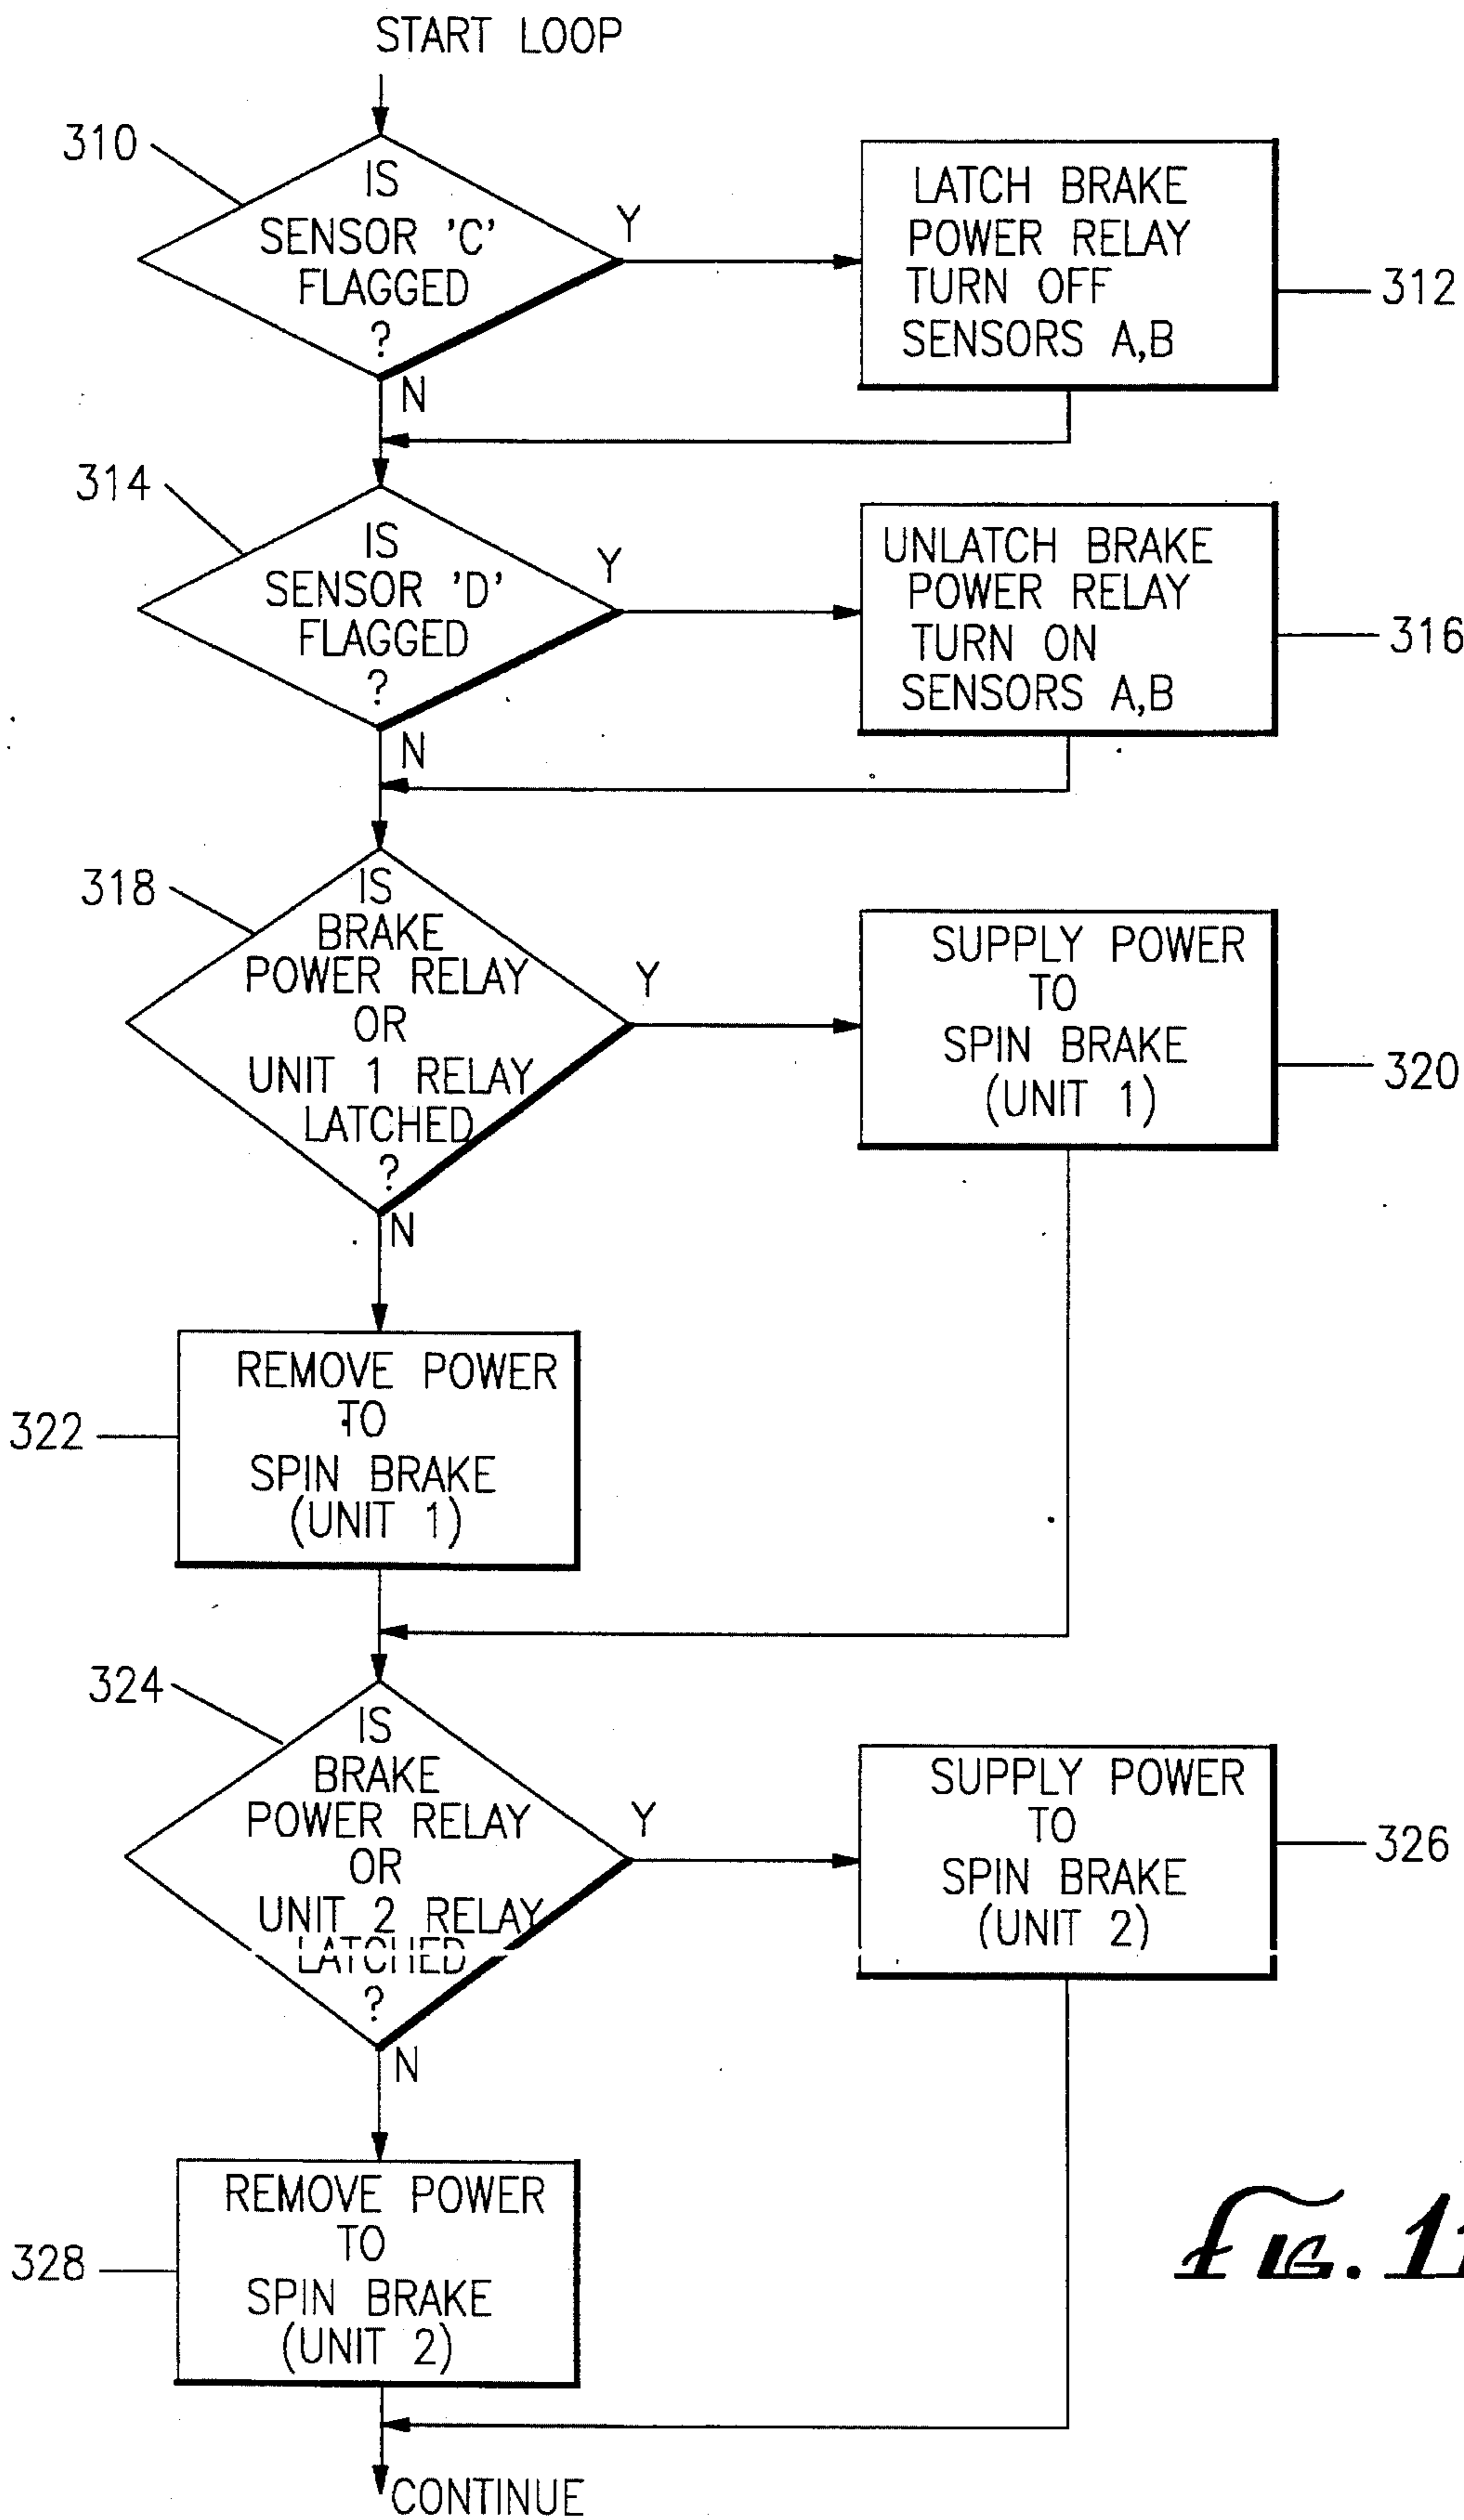 START LOOP
310
IS
SENSOR 'C'
FLAGGED
?
Y
N
LATCH BRAKE
POWER RELAY
TURN OFF
SENSORS A,B
312
314
IS
SENSOR 'D'
FLAGGED
?
Y
N
UNLATCH BRAKE
POWER RELAY
TURN ON
SENSORS A,B
316
318
IS
BRAKE
POWER RELAY
OR
UNIT 1 RELAY
LATCHED
?
Y
N
SUPPLY POWER
TO
SPIN BRAKE
(UNIT 1)
320
322
REMOVE POWER
TO
SPIN BRAKE
(UNIT 1)
324
IS
BRAKE
POWER RELAY
OR
UNIT 2 RELAY
LATCHED
?
Y
N
SUPPLY POWER
TO
SPIN BRAKE
(UNIT 2)
326
328
REMOVE POWER
TO
SPIN BRAKE
(UNIT 2)
CONTINUE
FIG.